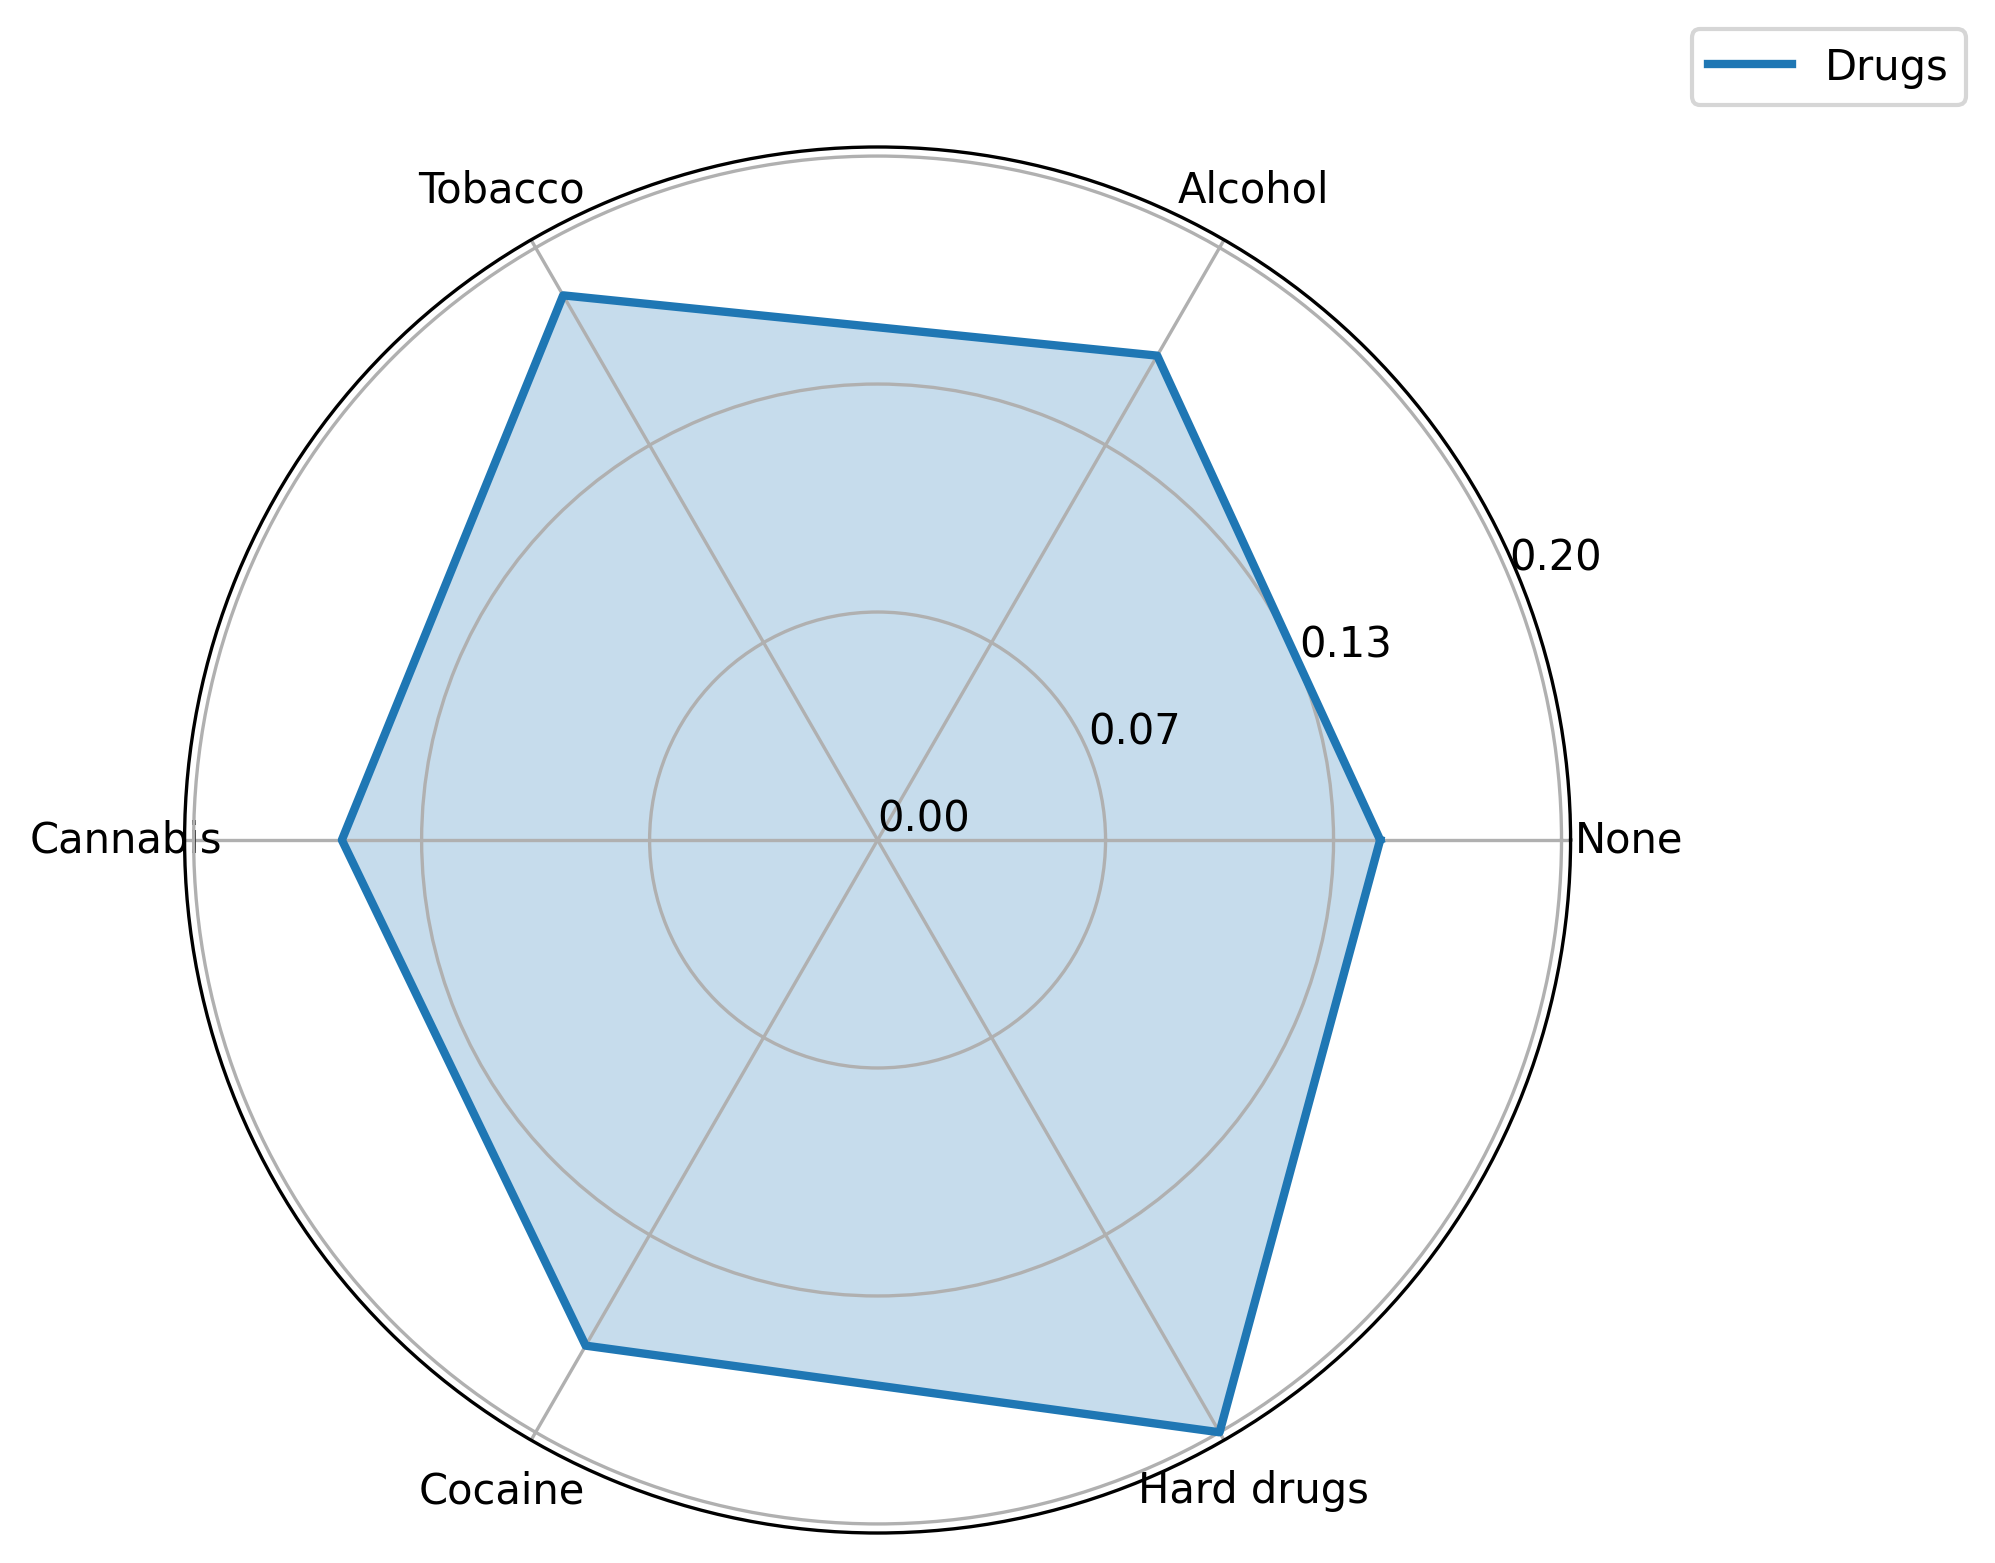 Drugs
Tobacco
Alcohol
0.20
0.13
0.07
0.00
Cannabis
None
Cocaine
Hard drugs